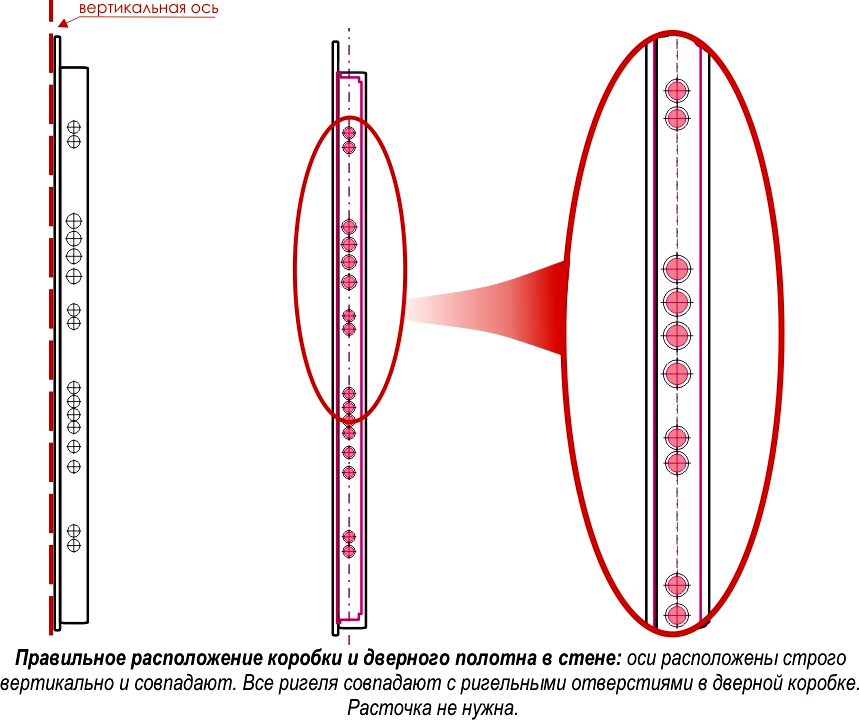 вертикальная ось
Правильное расположение коробки и дверного полотна в стене: оси расположены строго
вертикально и совпадают. Все ригеля совпадают с ригельными отверстиями в дверной коробке.
Расточка не нужна.